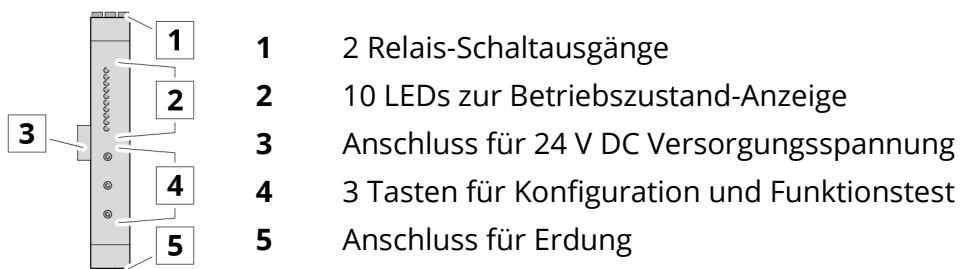 1
2
3
4
5
1 2 Relais-Schaltausgänge
2 10 LEDs zur Betriebszustand-Anzeige
3 Anschluss für 24 V DC Versorgungsspannung
4 3 Tasten für Konfiguration und Funktionstest
5 Anschluss für Erdung